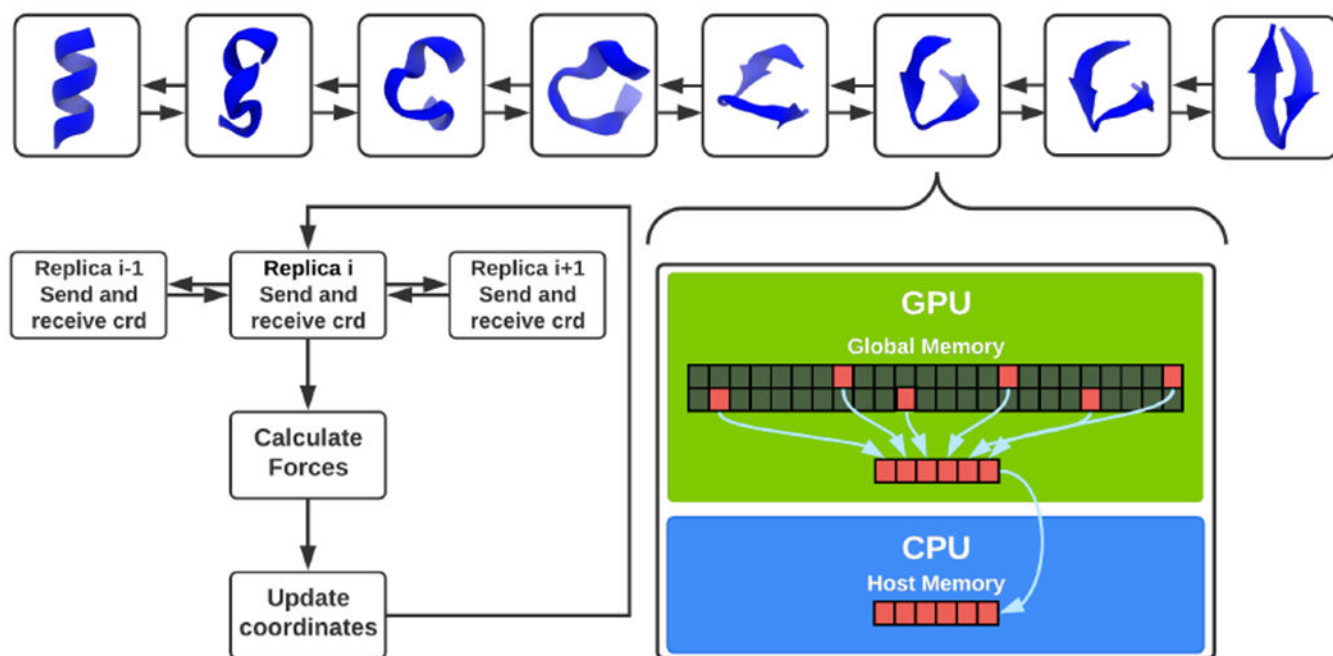 Replica i-1
Send and
receive crd
Replica i
Send and
receive crd
Replica i+1
Send and
receive crd
Calculate
Forces
Update
coordinates
GPU
Global Memory
CPU
Host Memory